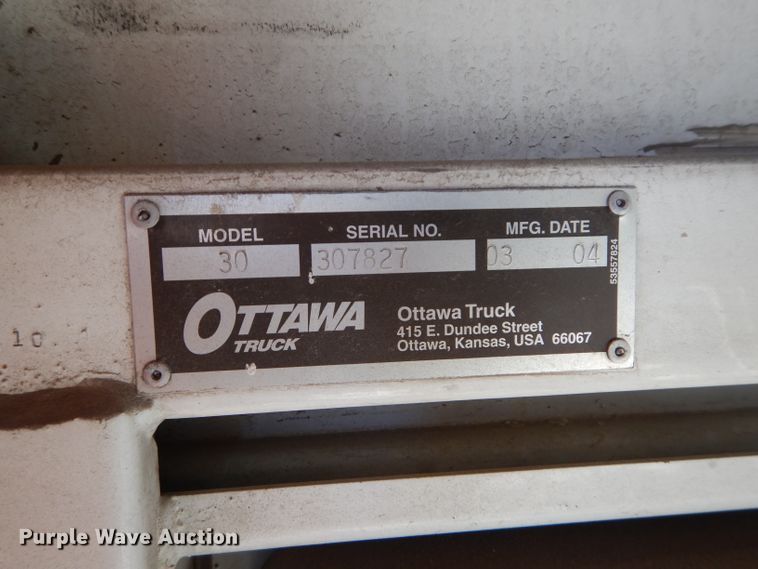 MODEL SERIAL NO. MFG. DATE
30 307827 03 04
53557824
OTTAWA
TRUCK
Ottawa Truck
415 E. Dundee Street
Ottawa, Kansas, USA 66067
10
Purple Wave Auction®